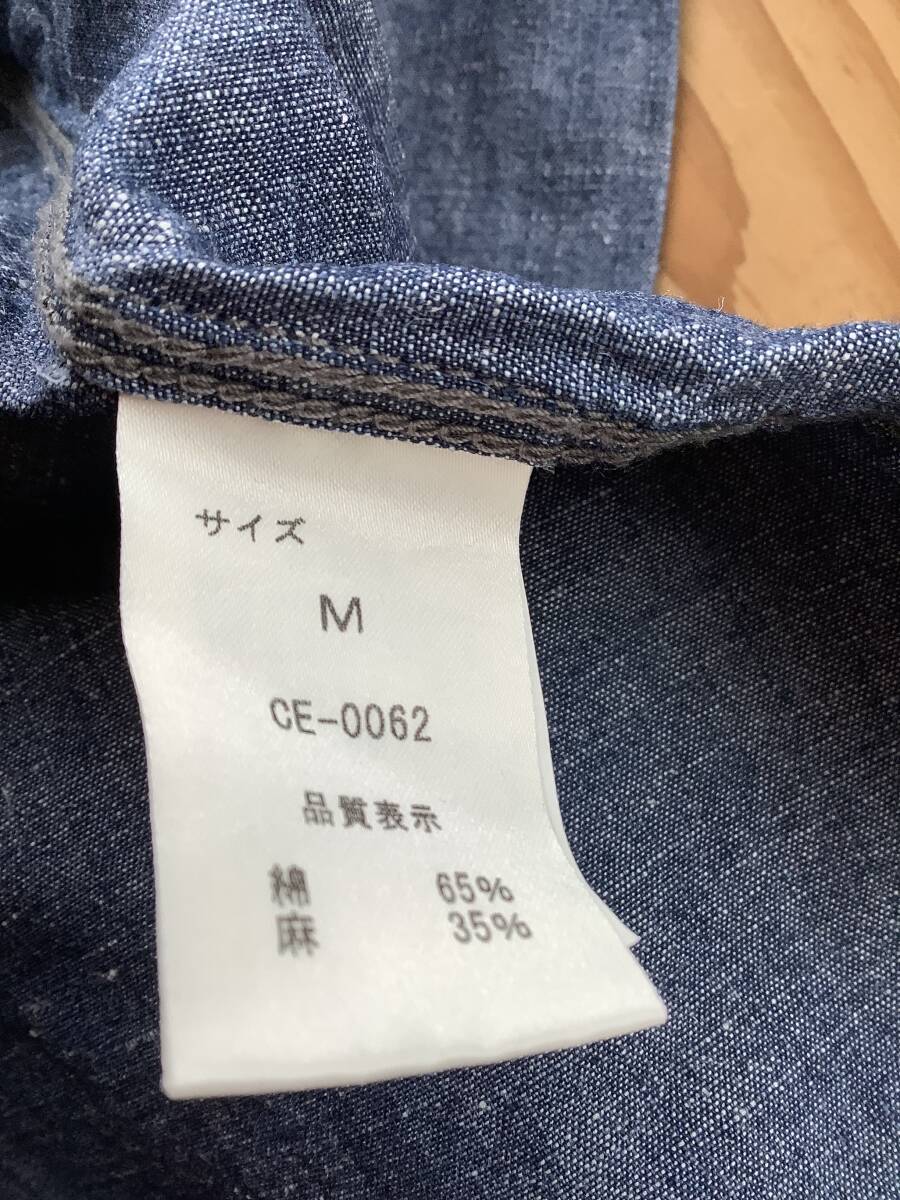 サイズ
M
CE-0062
品質表示
綿 65%
麻 35%